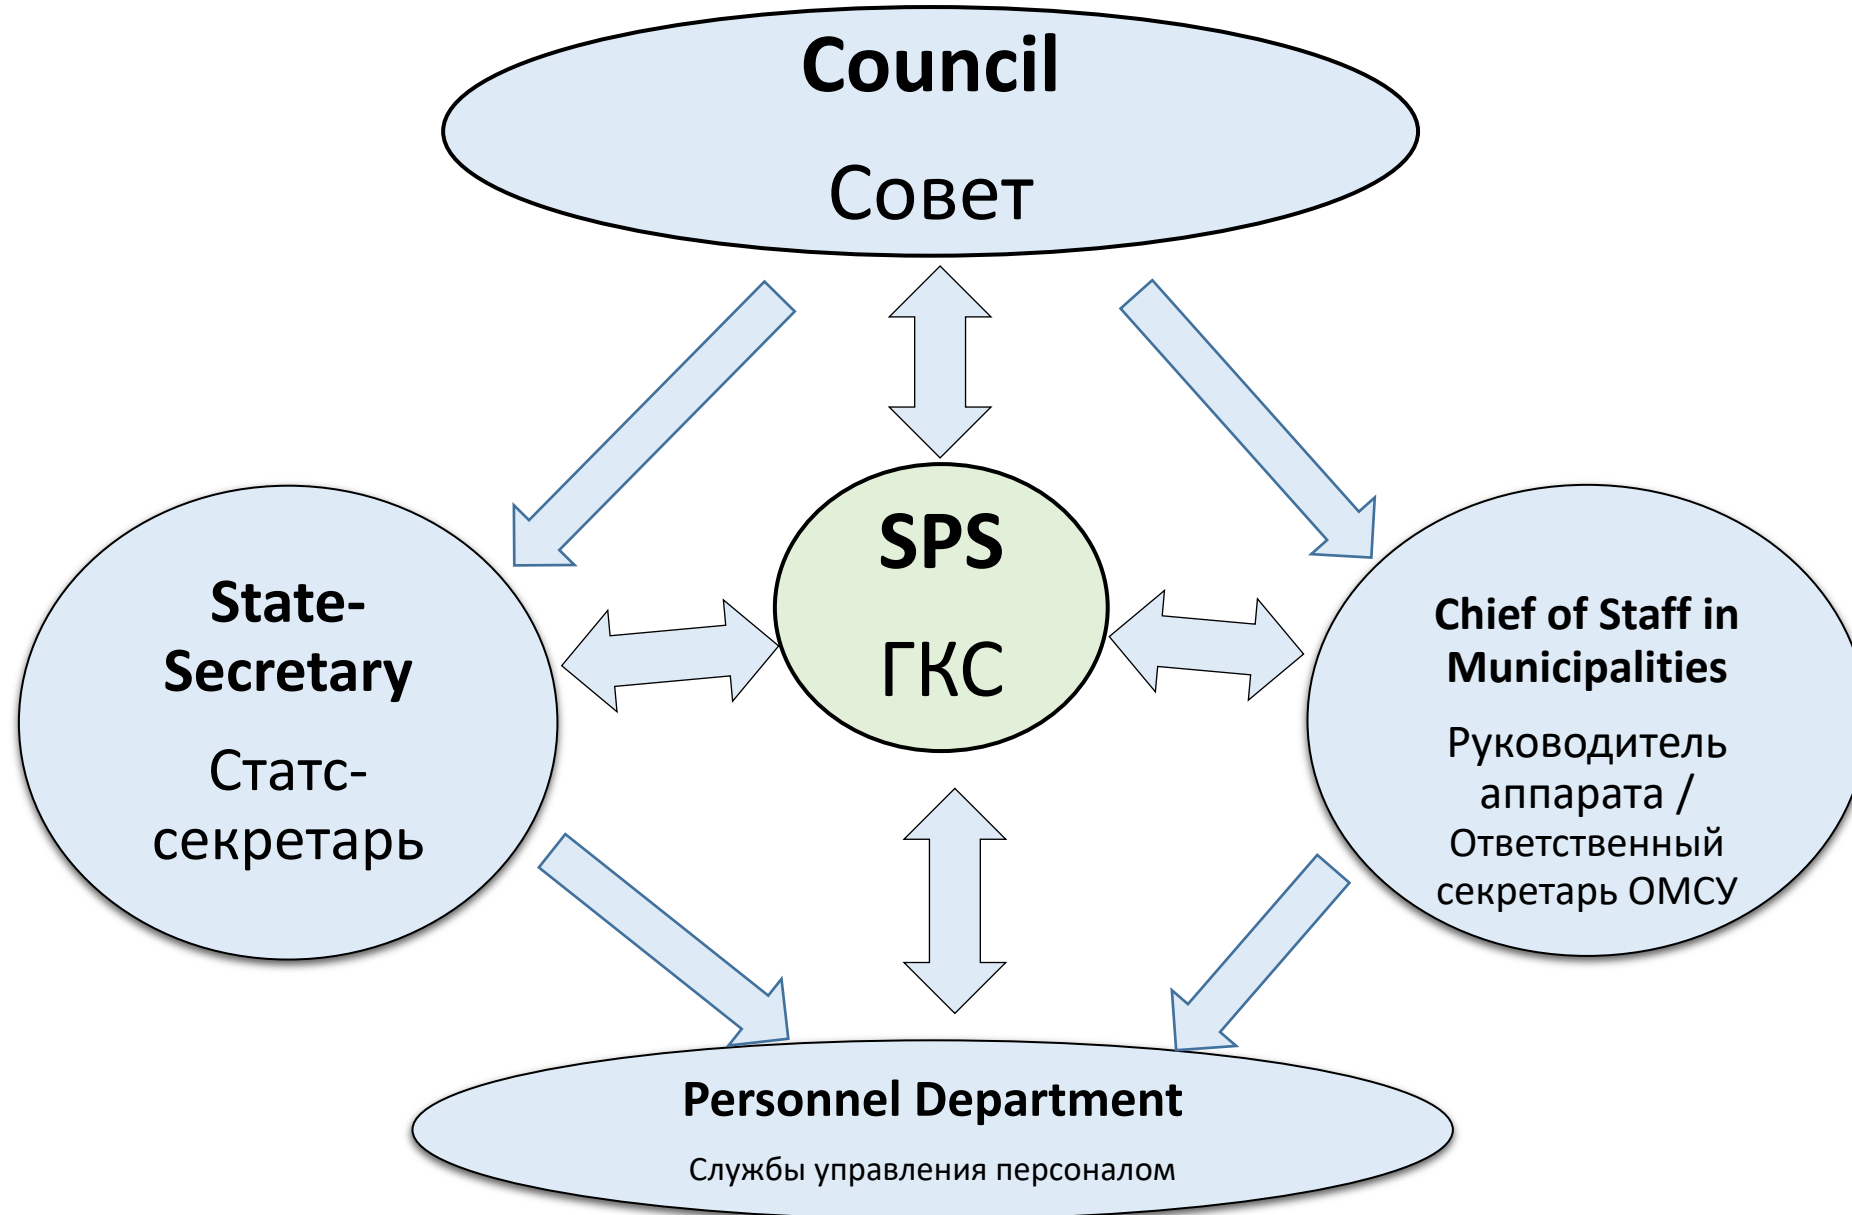 Council
Совет
SPS
ГКС
State-
Secretary
Статс-
секретарь
Chief of Staff in
Municipalities
Руководитель
аппарата /
Ответственный
секретарь ОМСУ
Personnel Department
Службы управления персоналом